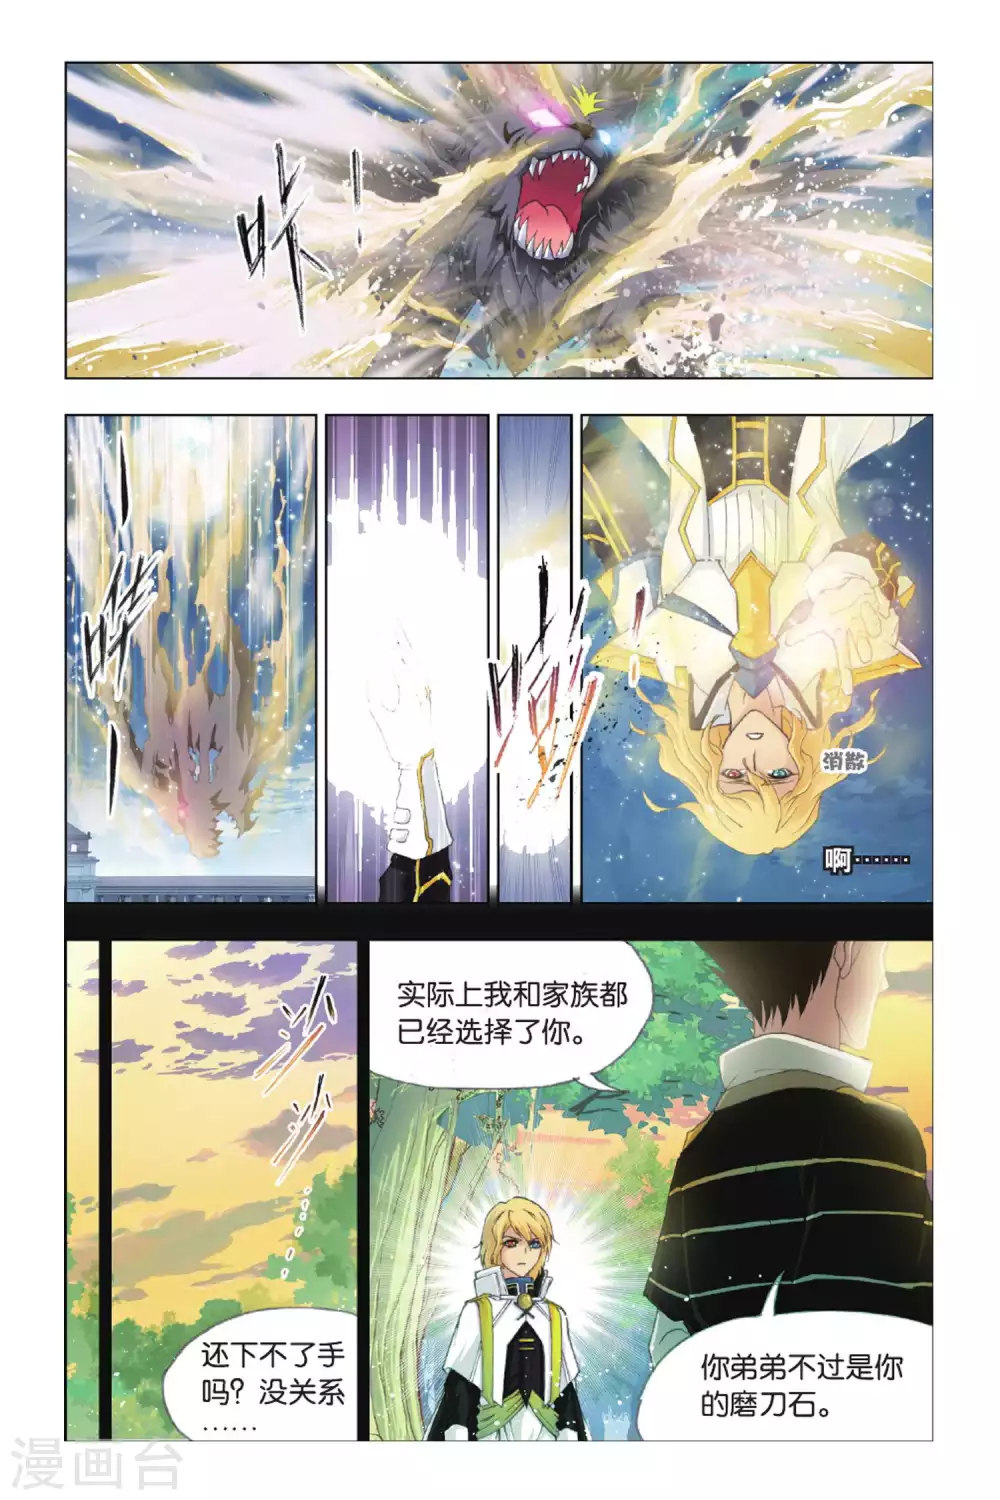 咔！
咔
咔
消散
啊……
沙
沙
……
还下不了手
吗？没关系
……
实际上我和家族都
已经选择了你。
你弟弟不过是你
的磨刀石。
漫画台